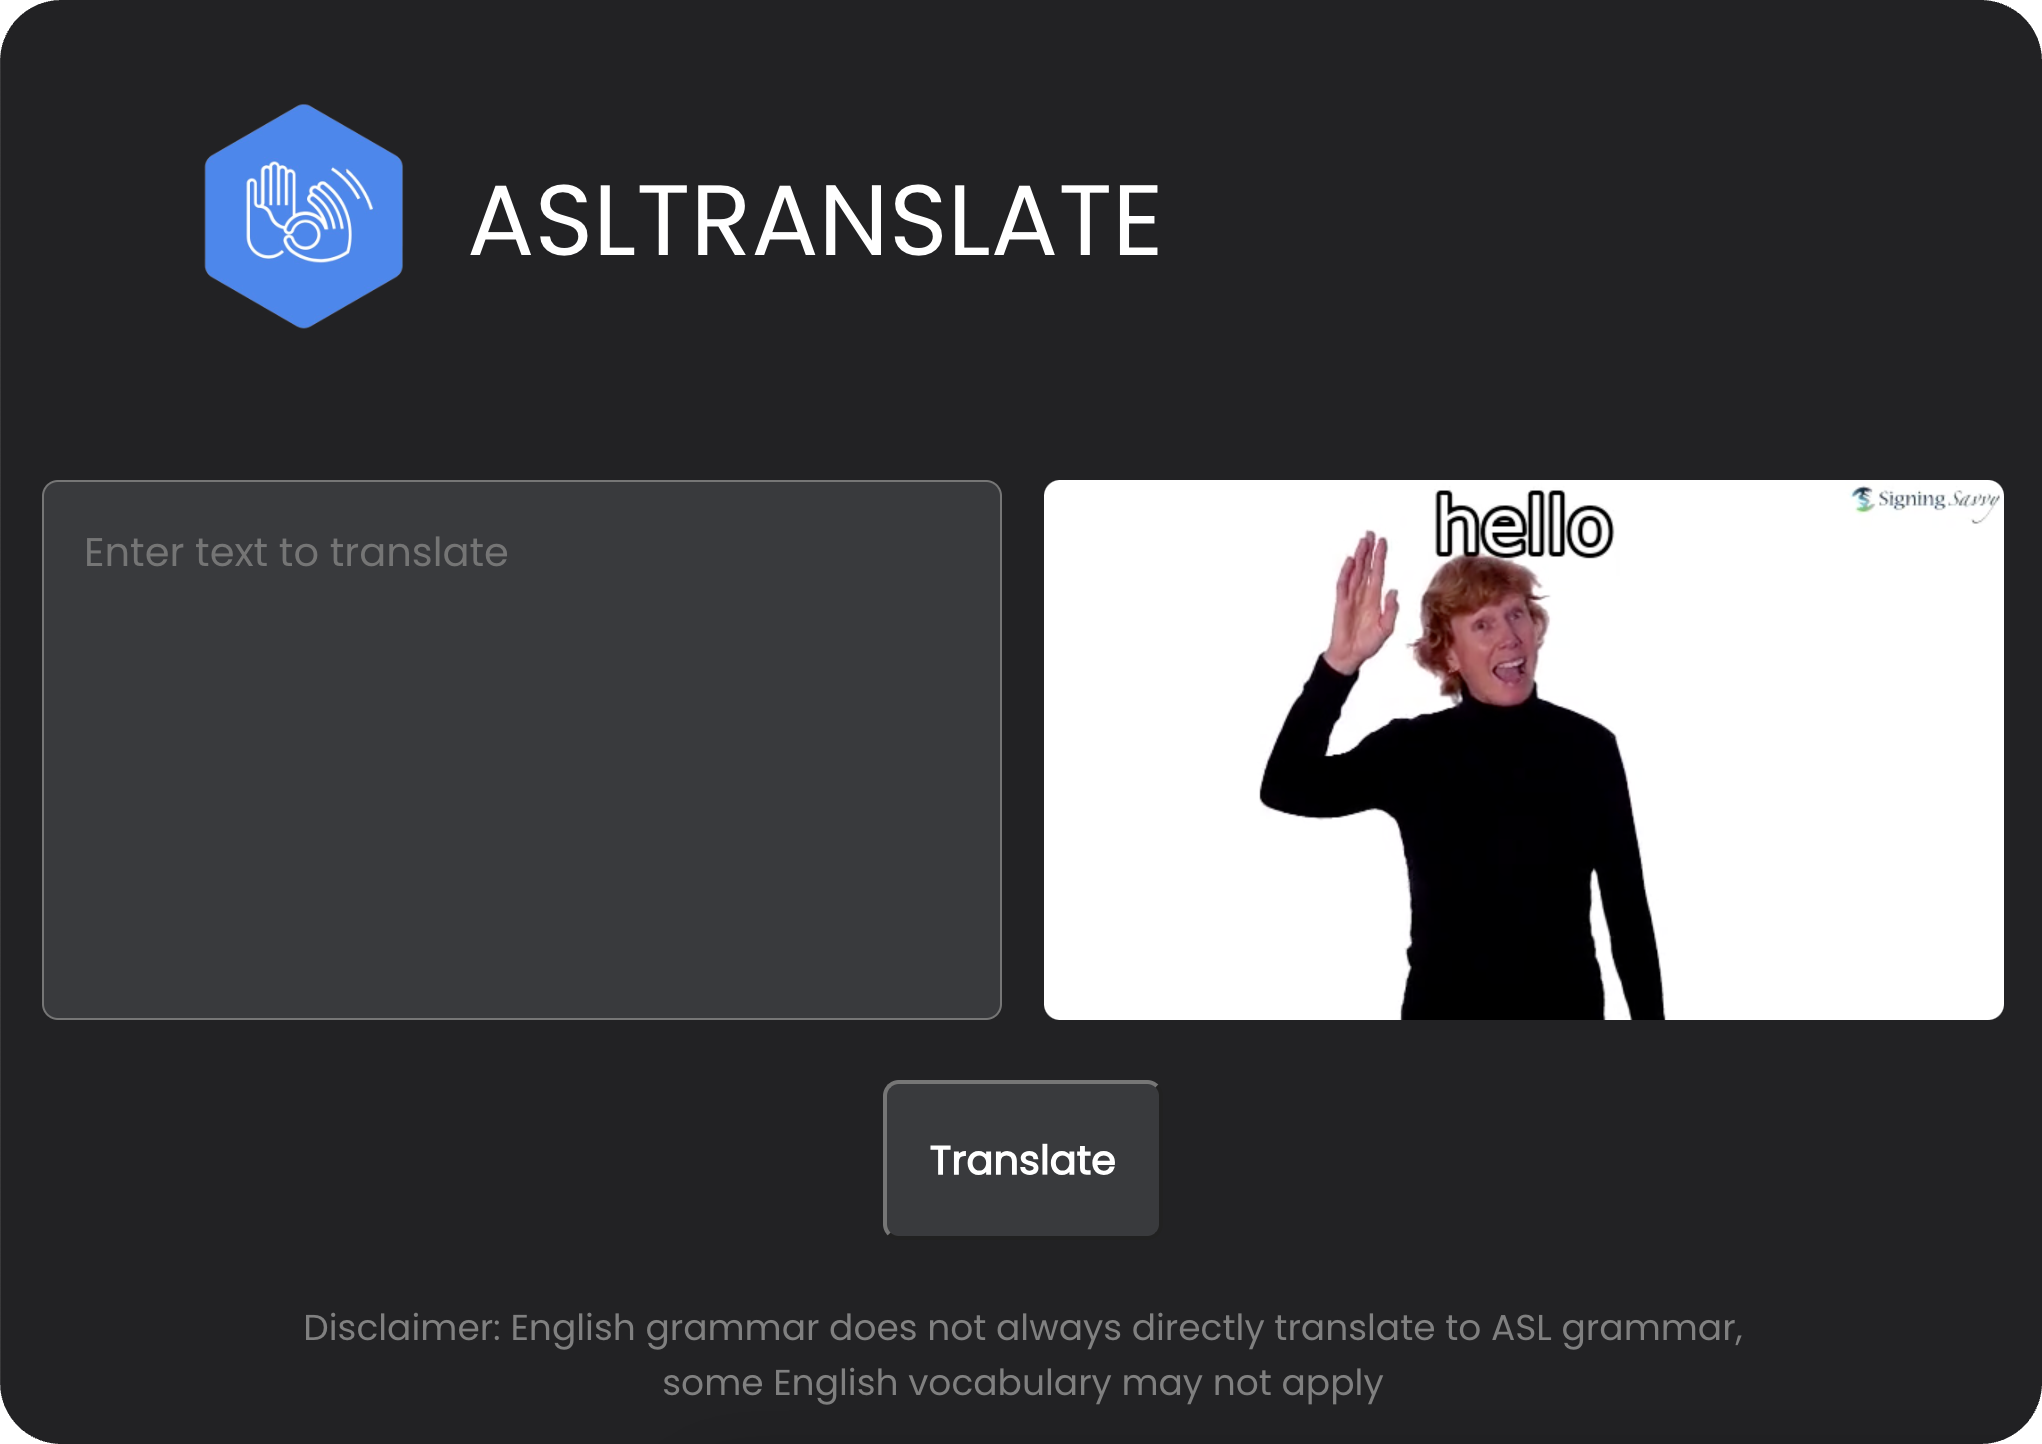 ASLTRANSLATE
Enter text to translate
hello
Signing Savvy
Translate
Disclaimer: English grammar does not always directly translate to ASL grammar,
some English vocabulary may not apply